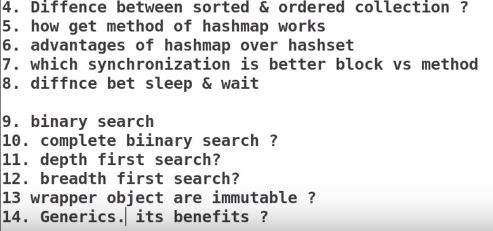 4. Diffence between sorted & ordered collection ?
5. how get method of hashmap works
6. advantages of hashmap over hashset
7. which synchronization is better block vs method
8. diffnce bet sleep & wait
9. binary search
10. complete biinary search ?
11. depth first search?
12. breadth first search?
13 wrapper object are immutable ?
14. Generics. its benefits ?